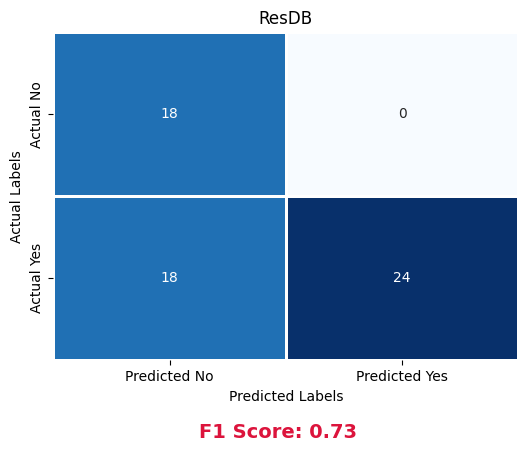 ResDB
Actual Labels
Actual No
18
0
Actual Yes
18
24
Predicted No
Predicted Yes
Predicted Labels
F1 Score: 0.73